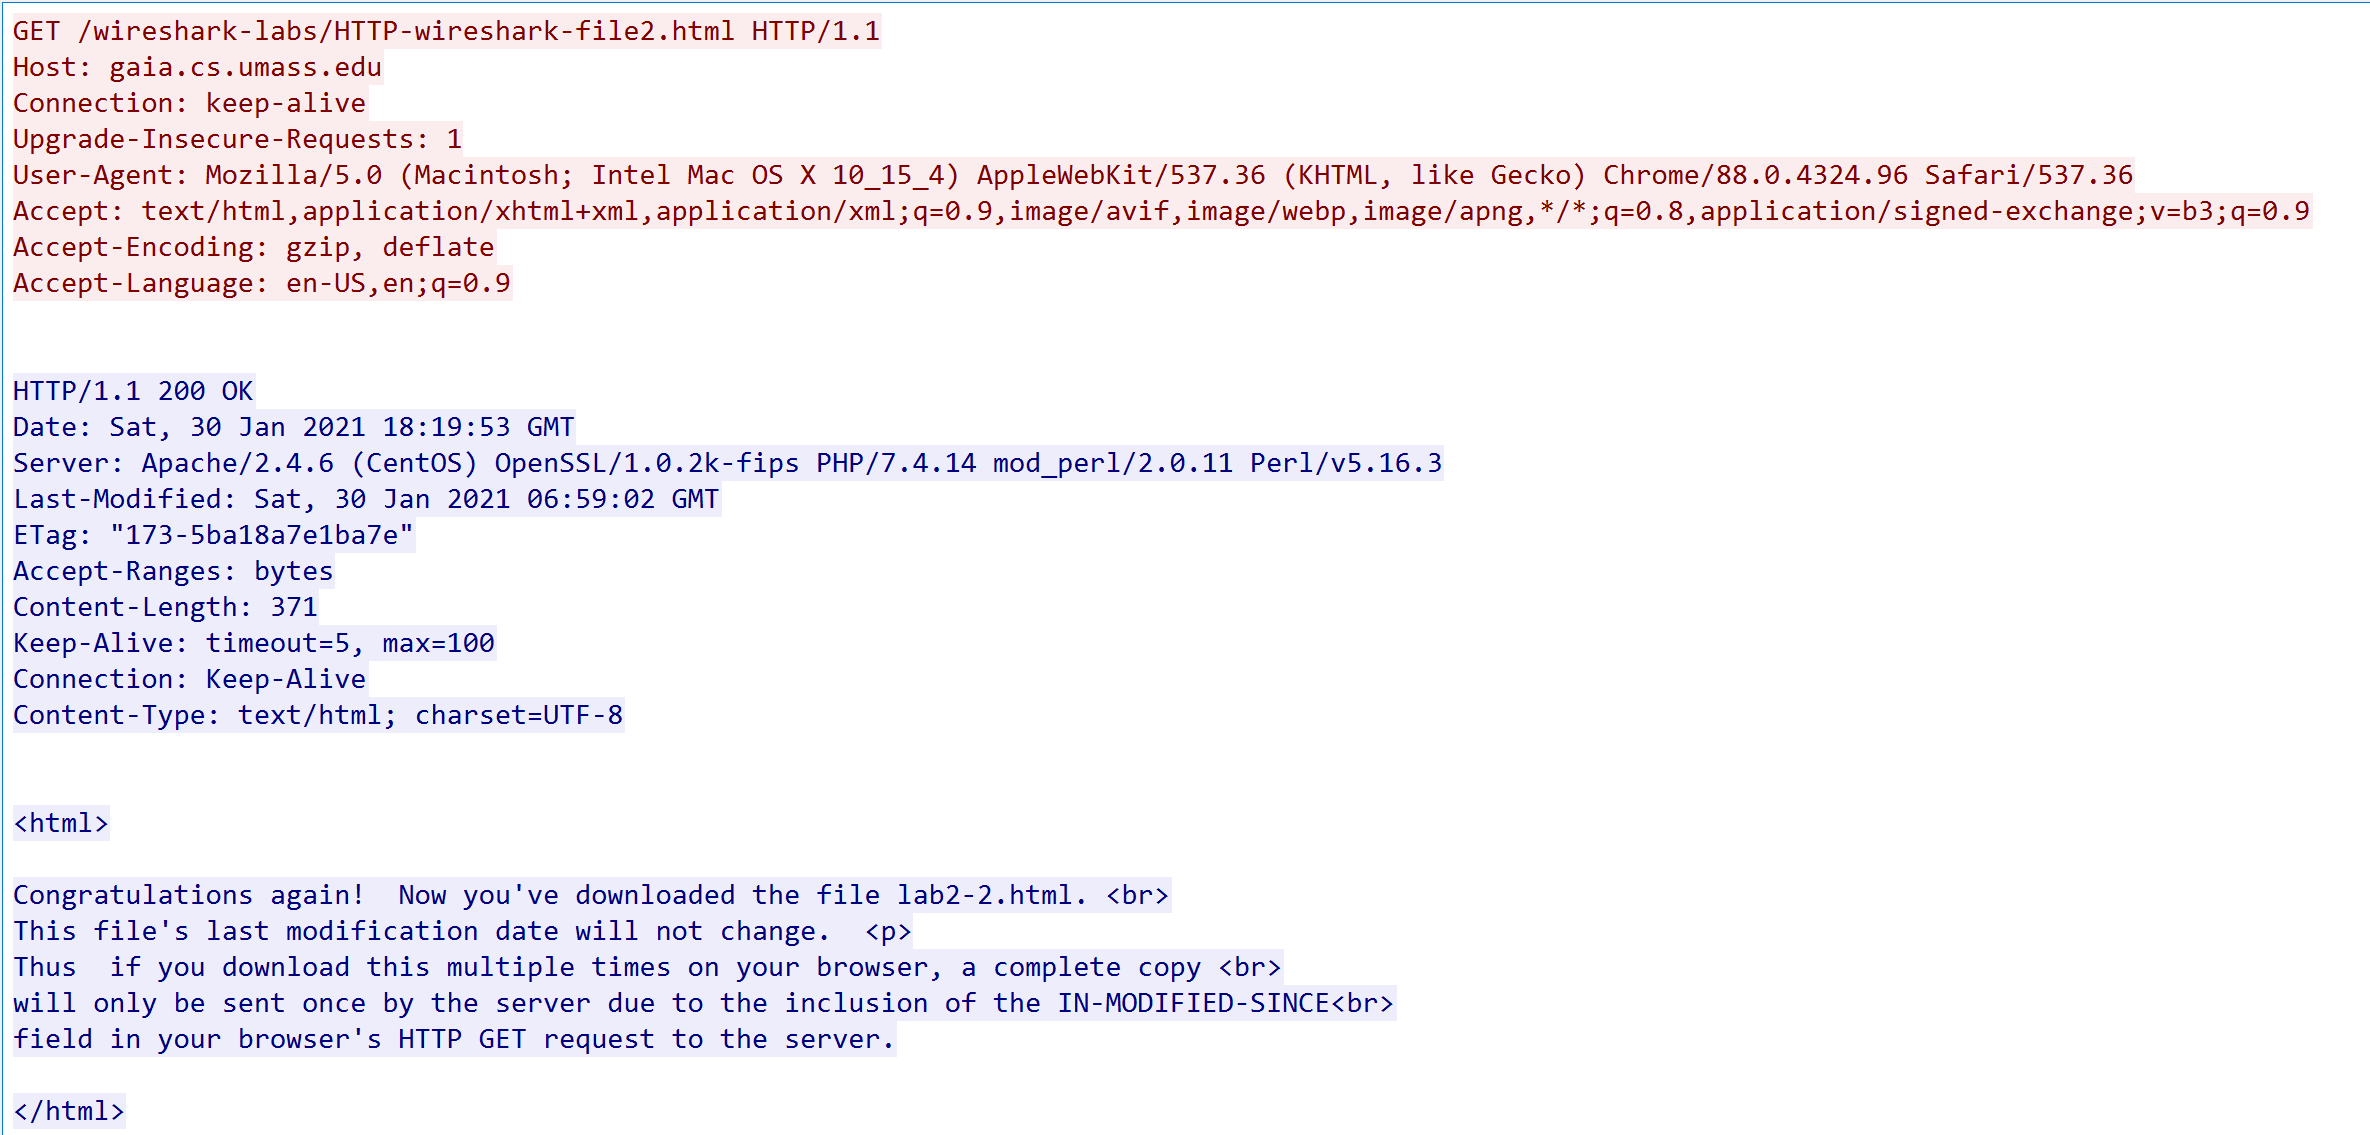 GET /wireshark-labs/HTTP-wireshark-file2.html HTTP/1.1
Host: gaia.cs.umass.edu
Connection: keep-alive
Upgrade-Insecure-Requests: 1
User-Agent: Mozilla/5.0 (Macintosh; Intel Mac OS X 10_15_4) AppleWebKit/537.36 (KHTML, like Gecko) Chrome/88.0.4324.96 Safari/537.36
Accept: text/html,application/xhtml+xml,application/xml;q=0.9,image/avif,image/webp,image/apng,*/*;q=0.8,application/signed-exchange;v=b3;q=0.9
Accept-Encoding: gzip, deflate
Accept-Language: en-US,en;q=0.9
HTTP/1.1 200 OK
Date: Sat, 30 Jan 2021 18:19:53 GMT
Server: Apache/2.4.6 (CentOS) OpenSSL/1.0.2k-fips PHP/7.4.14 mod_perl/2.0.11 Perl/v5.16.3
Last-Modified: Sat, 30 Jan 2021 06:59:02 GMT
ETag: "173-5ba18a7e1ba7e"
Accept-Ranges: bytes
Content-Length: 371
Keep-Alive: timeout=5, max=100
Connection: Keep-Alive
Content-Type: text/html; charset=UTF-8
<html>
Congratulations again!  Now you've downloaded the file lab2-2.html. <br>
This file's last modification date will not change.  <p>
Thus  if you download this multiple times on your browser, a complete copy <br>
will only be sent once by the server due to the inclusion of the IN-MODIFIED-SINCE<br>
field in your browser's HTTP GET request to the server.
</html>